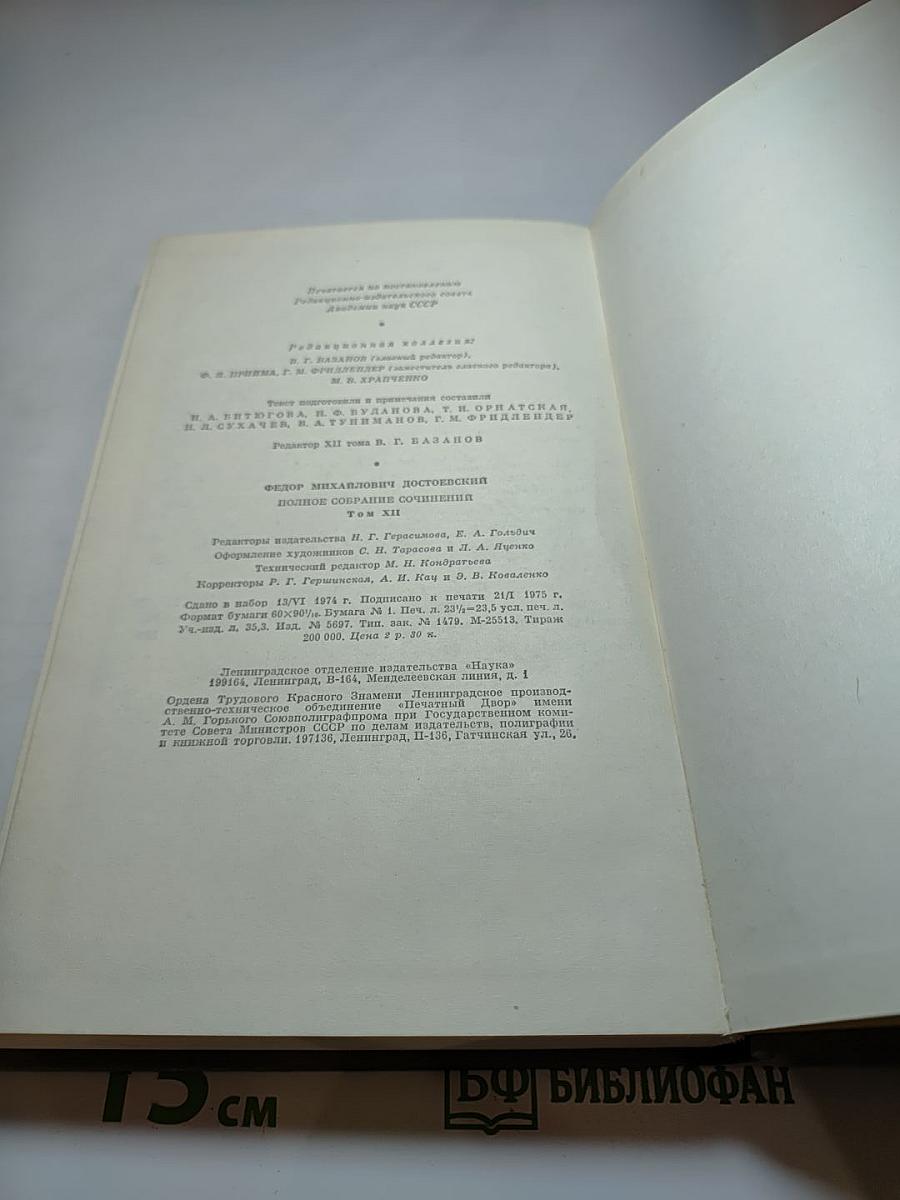 Печатается по постановлению
Редакционно-издательского совета
Академии наук СССР
Редакционная коллегия:
В. Г. БАЗАНОВ (главный редактор),
Ф. Я. ПРИЙМА, Г. М. ФРИДЛЕНДЕР (заместитель главного редактора),
М. Б. ХРАПЧЕНКО
Текст подготовили и примечания составили
Н. А. БИТЮГОВА, Н. Ф. БУДАНОВА, Т. И. ОРНАТСКАЯ,
Н. Л. СУХАЧЕВ, В. А. ТУНИМАНОВ, Г. М. ФРИДЛЕНДЕР
Редактор XII тома В. Г. БАЗАНОВ
ФЕДОР МИХАЙЛОВИЧ ДОСТОЕВСКИЙ
ПОЛНОЕ СОБРАНИЕ СОЧИНЕНИЙ
Том XII
Редакторы издательства Н. Г. Герасимова, Е. А. Гольдич
Оформление художников С. Н. Тарасова и Л. А. Яценко
Технический редактор М. Н. Кондратьева
Корректоры Р. Г. Гершинская, А. И. Кац и Э. В. Коваленко
Сдано в набор 13/VI 1974 г. Подписано к печати 21/I 1975 г.
Формат бумаги 60×90¹/₁₆. Бумага № 1. Печ. л. 23¹/₂=23,5 усл. печ. л.
Уч.-изд. л. 35,3. Изд. № 5697. Тип. зак. № 1479. М-25513. Тираж
200 000. Цена 2 р. 30 к.
Ленинградское отделение издательства «Наука»
199164, Ленинград, В-164, Менделеевская линия, д. 1
Ордена Трудового Красного Знамени Ленинградское производ-
ственно-техническое объединение «Печатный Двор» имени
А. М. Горького Союзполиграфпрома при Государственном коми-
тете Совета Министров СССР по делам издательств, полиграфии
и книжной торговли. 197136, Ленинград, П-136, Гатчинская ул., 26.
15 см
БФ БИБЛИОФАН